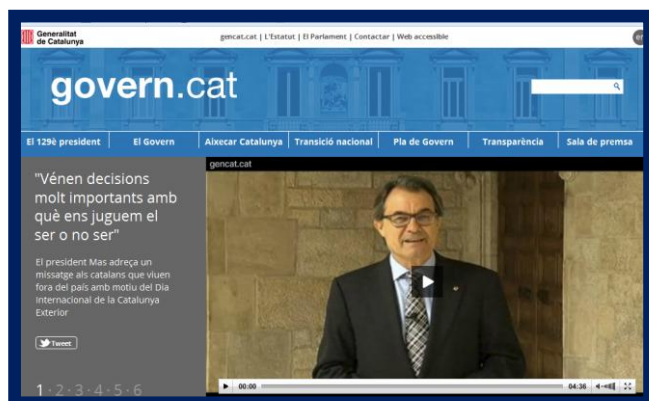 Generalitat
de Catalunya
gencat.cat | L'Estatut | El Parlament | Contactar | Web accessible
en
govern.cat
El 129è president El Govern Aixecar Catalunya Transició nacional Pla de Govern Transparència Sala de premsa
"Vénen decisions
molt importants amb
què ens juguem el
ser o no ser"
El president Mas adreça un
missatge als catalans que viuen
fora del país amb motiu del Dia
Internacional de la Catalunya
Exterior
Tweet
1 · 2 · 3 · 4 · 5 · 6
gencat.cat
00:00 04:36